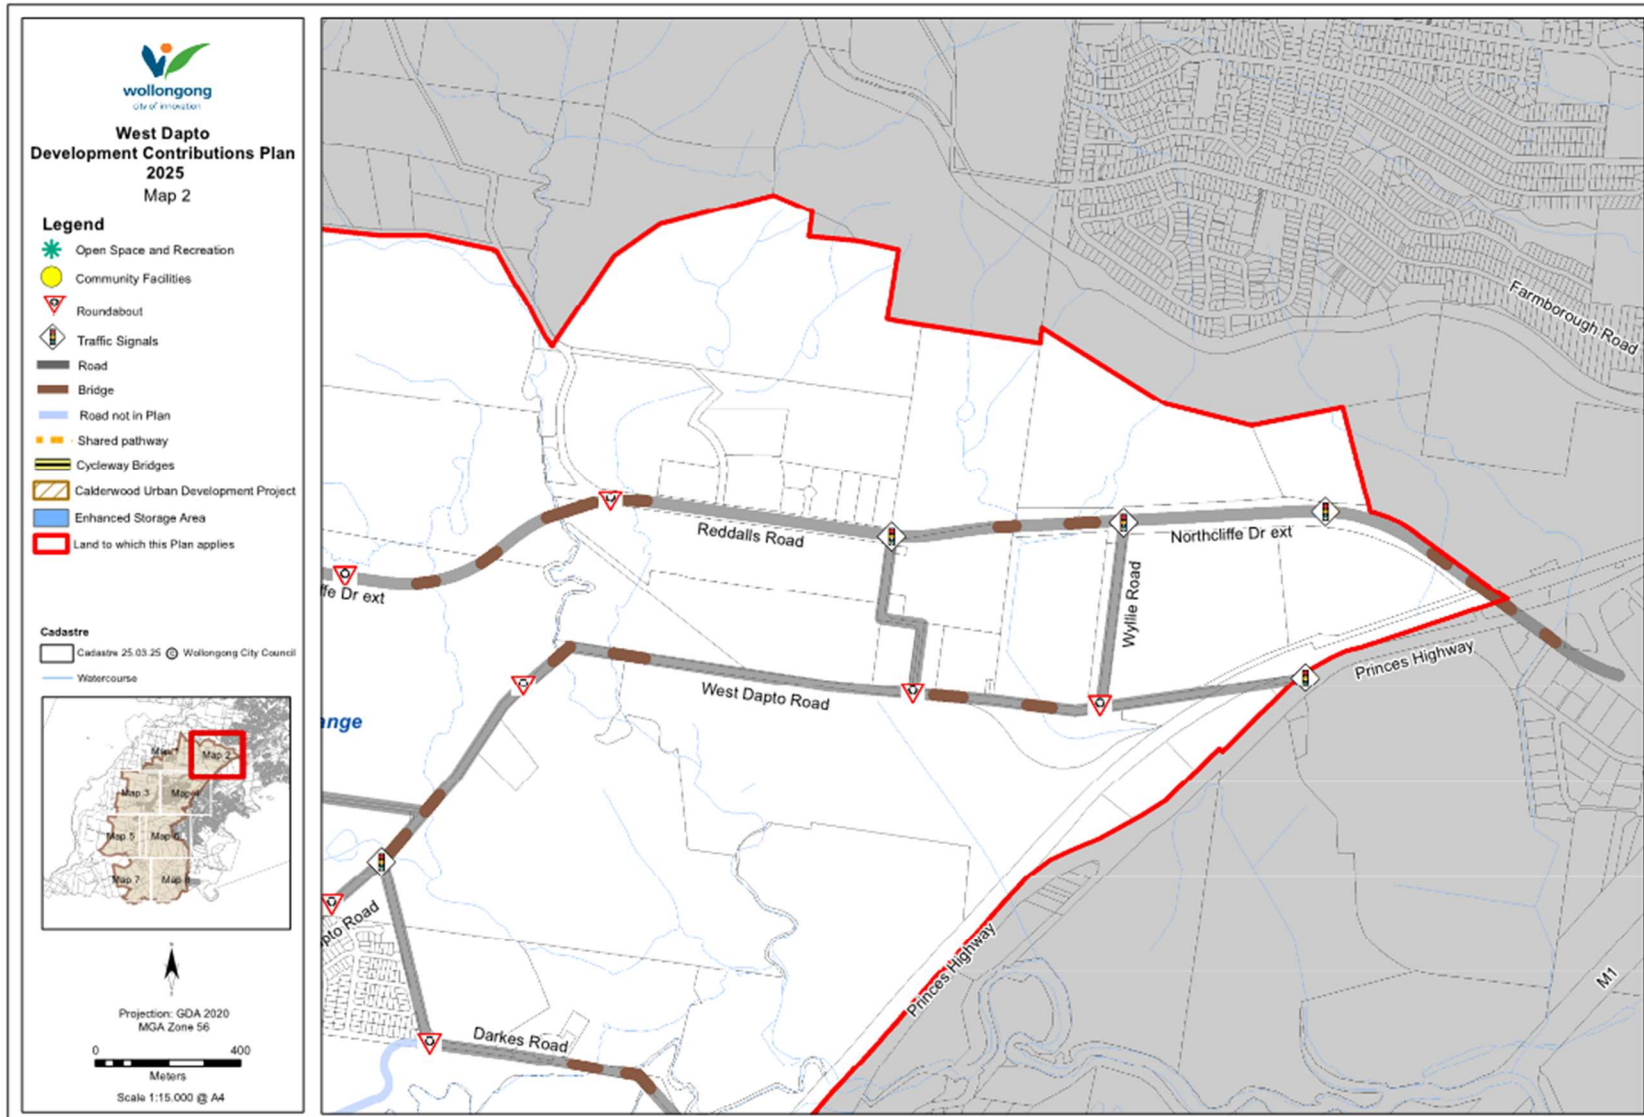 wollongong
city of innovation
West Dapto
Development Contributions Plan
2025
Map 2
Legend
Open Space and Recreation
Community Facilities
Roundabout
Traffic Signals
Road
Bridge
Road not in Plan
Shared pathway
Cycleway Bridges
Calderwood Urban Development Project
Enhanced Storage Area
Land to which this Plan applies
Cadastre
Cadastre 25.03.25 © Wollongong City Council
Watercourse
Map 2
Map 3
Map 4
Map 5
Map 6
Map 7
Map 8
Projection: GDA 2020
MGA Zone 56
0 400
Meters
Scale 1:15.000 @ A4
Farmborough Road
Reddalls Road
Northcliffe Dr ext
ffe Dr ext
Wyllie Road
Princes Highway
West Dapto Road
ange
pto Road
Princes Highway
M1
Darkes Road